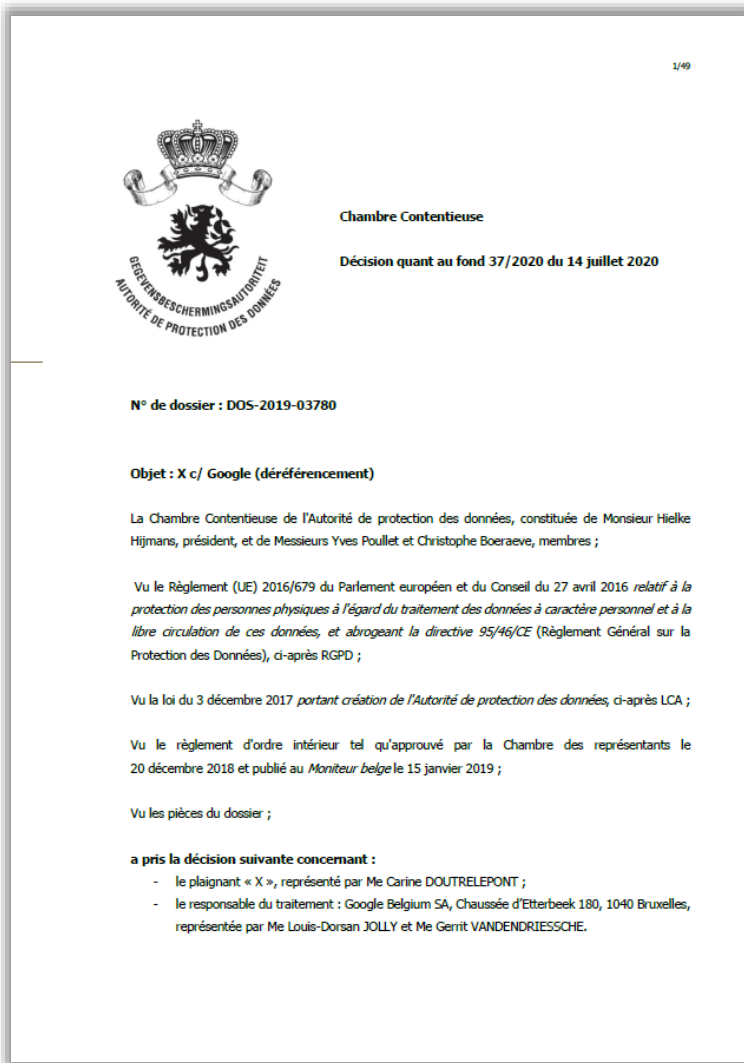 1/49
GEGEVENSBESCHERMINGSAUTORITEIT
AUTORITÉ DE PROTECTION DES DONNÉES
Chambre Contentieuse
Décision quant au fond 37/2020 du 14 juillet 2020
N° de dossier : DOS-2019-03780
Objet : X c/ Google (déréférencement)
La Chambre Contentieuse de l'Autorité de protection des données, constituée de Monsieur Hielke
Hijmans, président, et de Messieurs Yves Poullet et Christophe Boeraeve, membres ;
Vu le Règlement (UE) 2016/679 du Parlement européen et du Conseil du 27 avril 2016 relatif à la
protection des personnes physiques à l'égard du traitement des données à caractère personnel et à la
libre circulation de ces données, et abrogeant la directive 95/46/CE (Règlement Général sur la
Protection des Données), ci-après RGPD ;
Vu la loi du 3 décembre 2017 portant création de l'Autorité de protection des données, ci-après LCA ;
Vu le règlement d'ordre intérieur tel qu'approuvé par la Chambre des représentants le
20 décembre 2018 et publié au Moniteur belge le 15 janvier 2019 ;
Vu les pièces du dossier ;
a pris la décision suivante concernant :
- le plaignant « X », représenté par Me Carine DOUTRELEPONT ;
- le responsable du traitement : Google Belgium SA, Chaussée d'Etterbeek 180, 1040 Bruxelles,
représentée par Me Louis-Dorsan JOLLY et Me Gerrit VANDENDRIESSCHE.